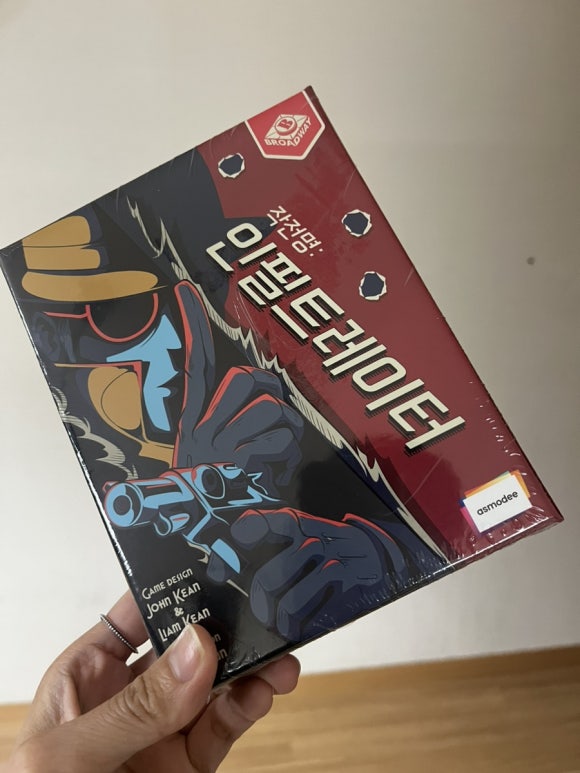 B
BROADWAY
작전명:
인필트레이터
asmodee
GAME DESIGN
JOHN KEAN
&
LIAM KEAN